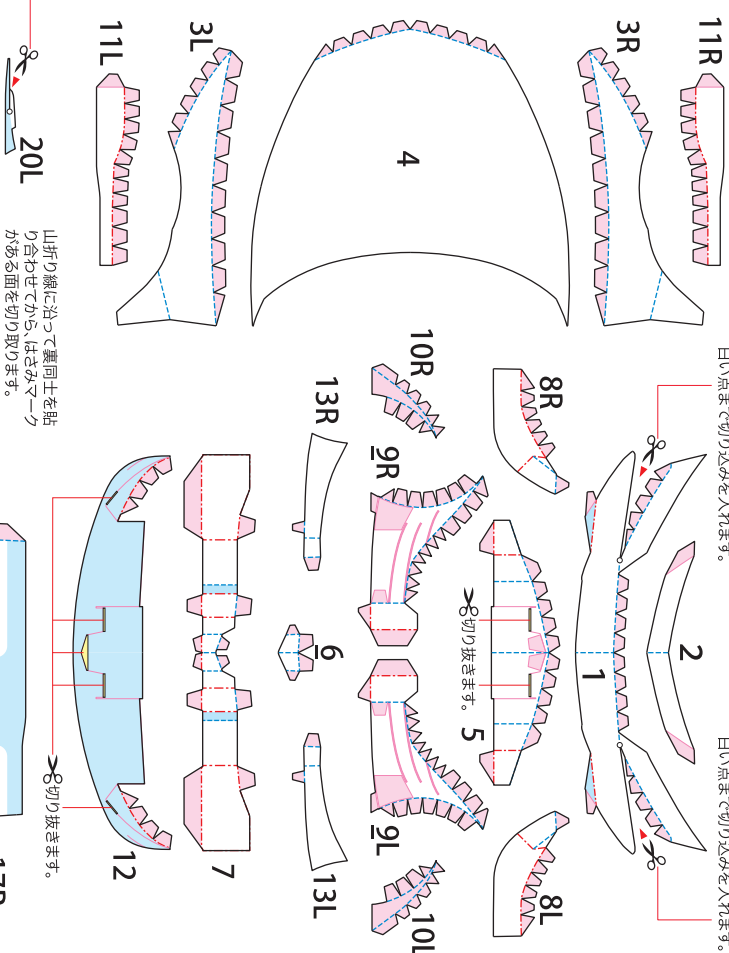 白い点まで切り込みを入れます。
白い点まで切り込みを入れます。
11R
2
3R
1
8R
切り抜きます。
5
8L
4
10R
9R
9L
10L
13R
6
13L
3L
7
11L
12
切り抜きます。
山折り線に沿って裏同士を貼
り合わせてから、はさみマーク
がある面を切り取ります。
20L